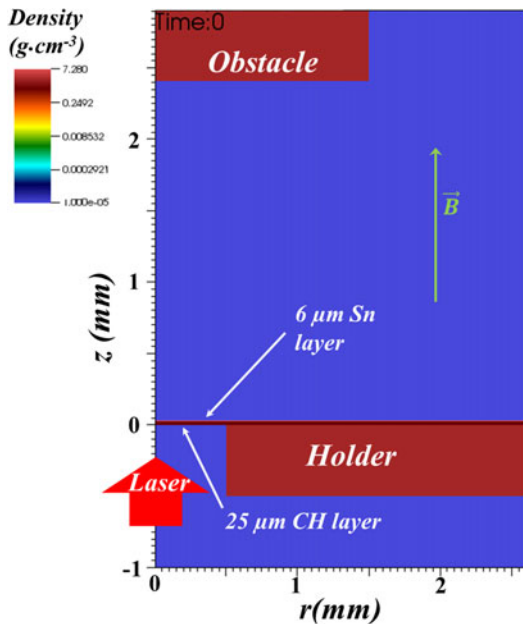 Density
(g.cm⁻³)
7.280
0.2492
0.008532
0.0002921
1.000e-05
Time:0
Obstacle
2
B
1
z (mm)
6 µm Sn
layer
0
Holder
Laser
25 µm CH layer
-1
0
1
2
r(mm)